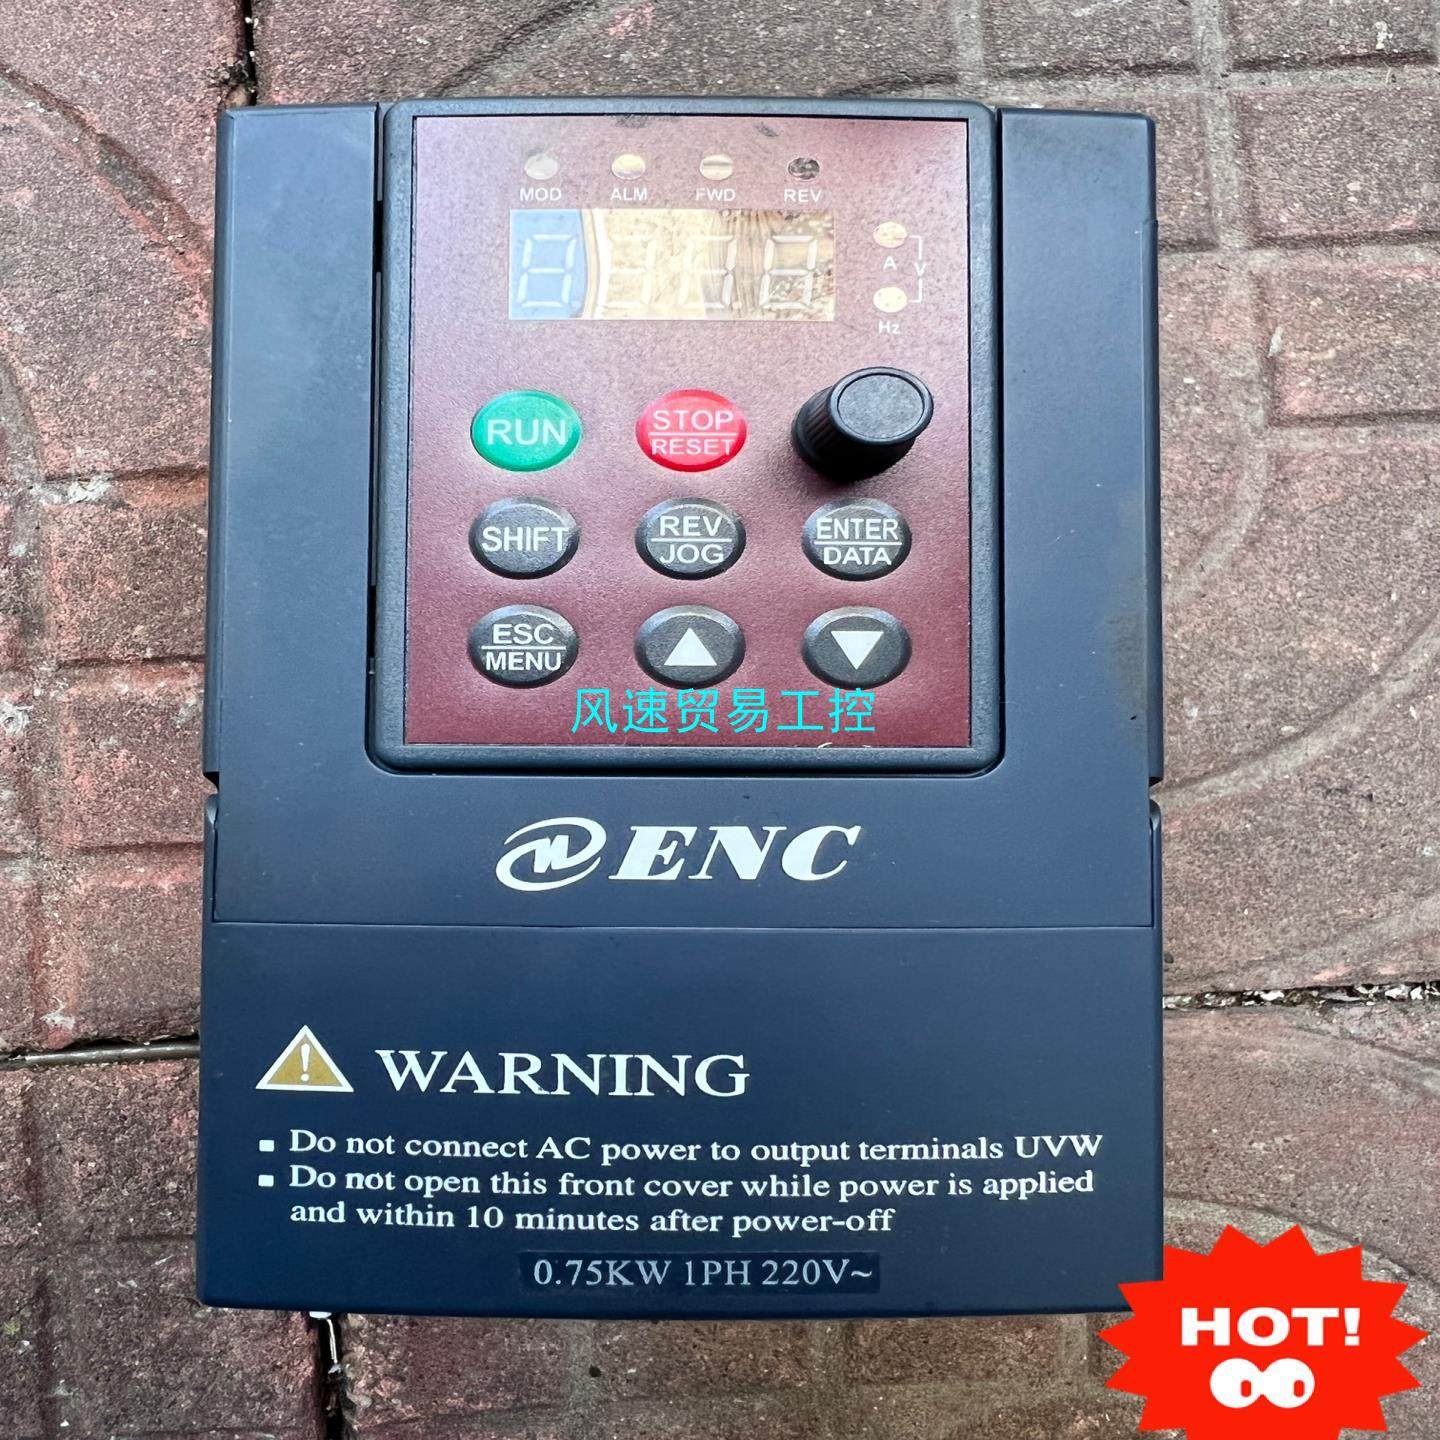 MOD ALM FWD REV
A
V
Hz
RUN
STOP
RESET
SHIFT
REV
JOG
ENTER
DATA
ESC
MENU
风速贸易工控
ENC
WARNING
Do not connect AC power to output terminals UVW
Do not open this front cover while power is applied
and within 10 minutes after power-off
0.75KW 1PH 220V~
HOT!